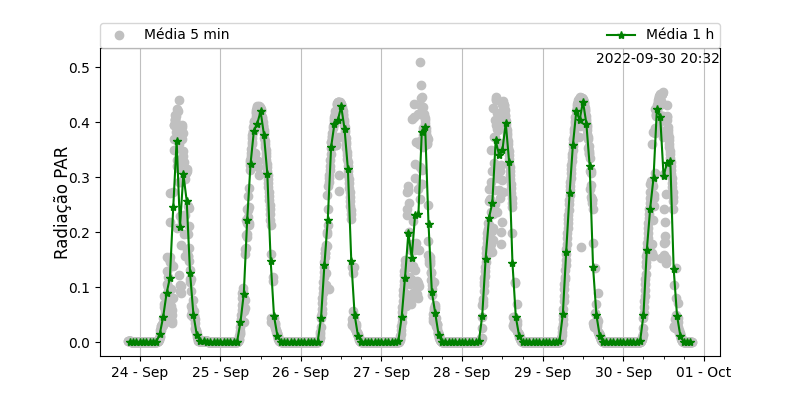 Média 5 min
Média 1 h
2022-09-30 20:32
Radiação PAR
0.5
0.4
0.3
0.2
0.1
0.0
24 - Sep
25 - Sep
26 - Sep
27 - Sep
28 - Sep
29 - Sep
30 - Sep
01 - Oct